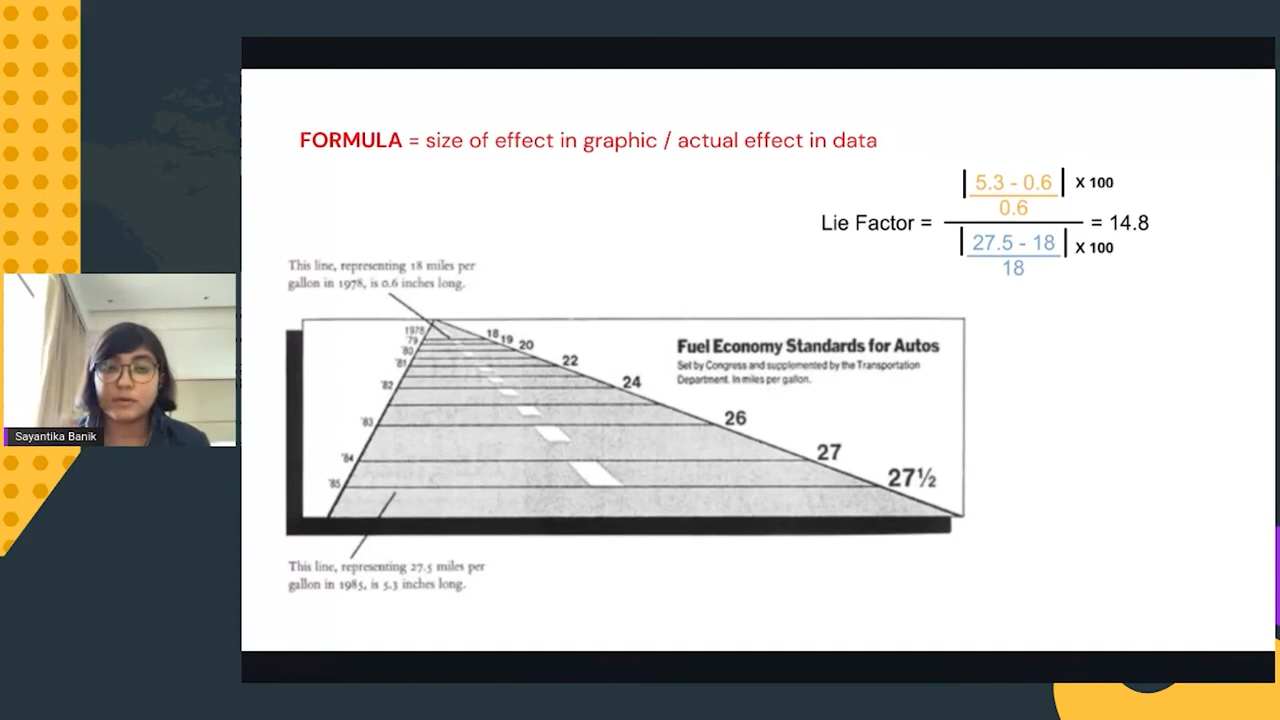 FORMULA = size of effect in graphic / actual effect in data
5.3 - 0.6
0.6
X 100
Lie Factor =
= 14.8
27.5 - 18
18
X 100
This line, representing 18 miles per
gallon in 1978, is 0.6 inches long.
1978
'79
'80
'81
'82
'83
'84
'85
18
19
20
22
24
26
27
27½
Fuel Economy Standards for Autos
Set by Congress and supplemented by the Transportation
Department. In miles per gallon.
This line, representing 27.5 miles per
gallon in 1985, is 5.3 inches long.
Sayantika Banik